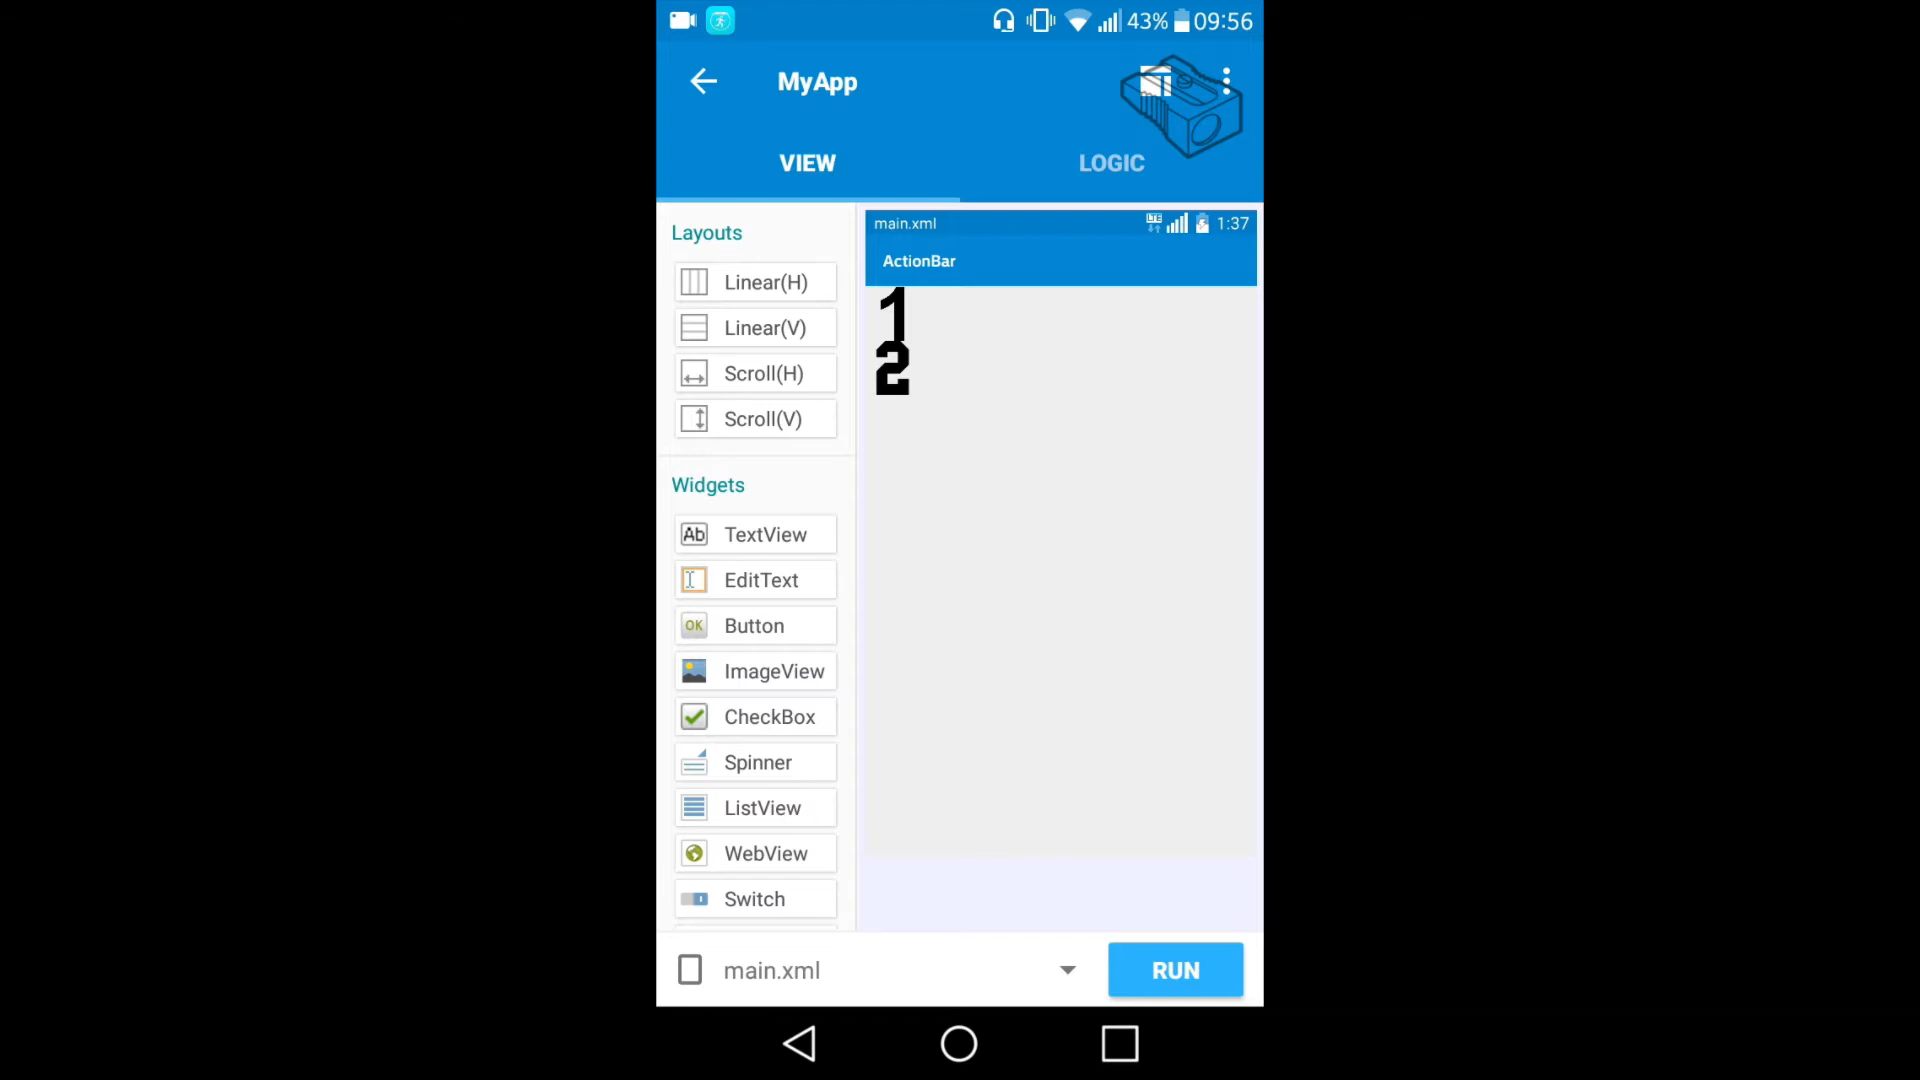 43% 09:56
MyApp
VIEW
LOGIC
Layouts
Linear(H)
Linear(V)
Scroll(H)
Scroll(V)
Widgets
Ab TextView
EditText
OK Button
ImageView
CheckBox
Spinner
ListView
WebView
Switch
main.xml LTE 1:37
ActionBar
1
2
main.xml
RUN